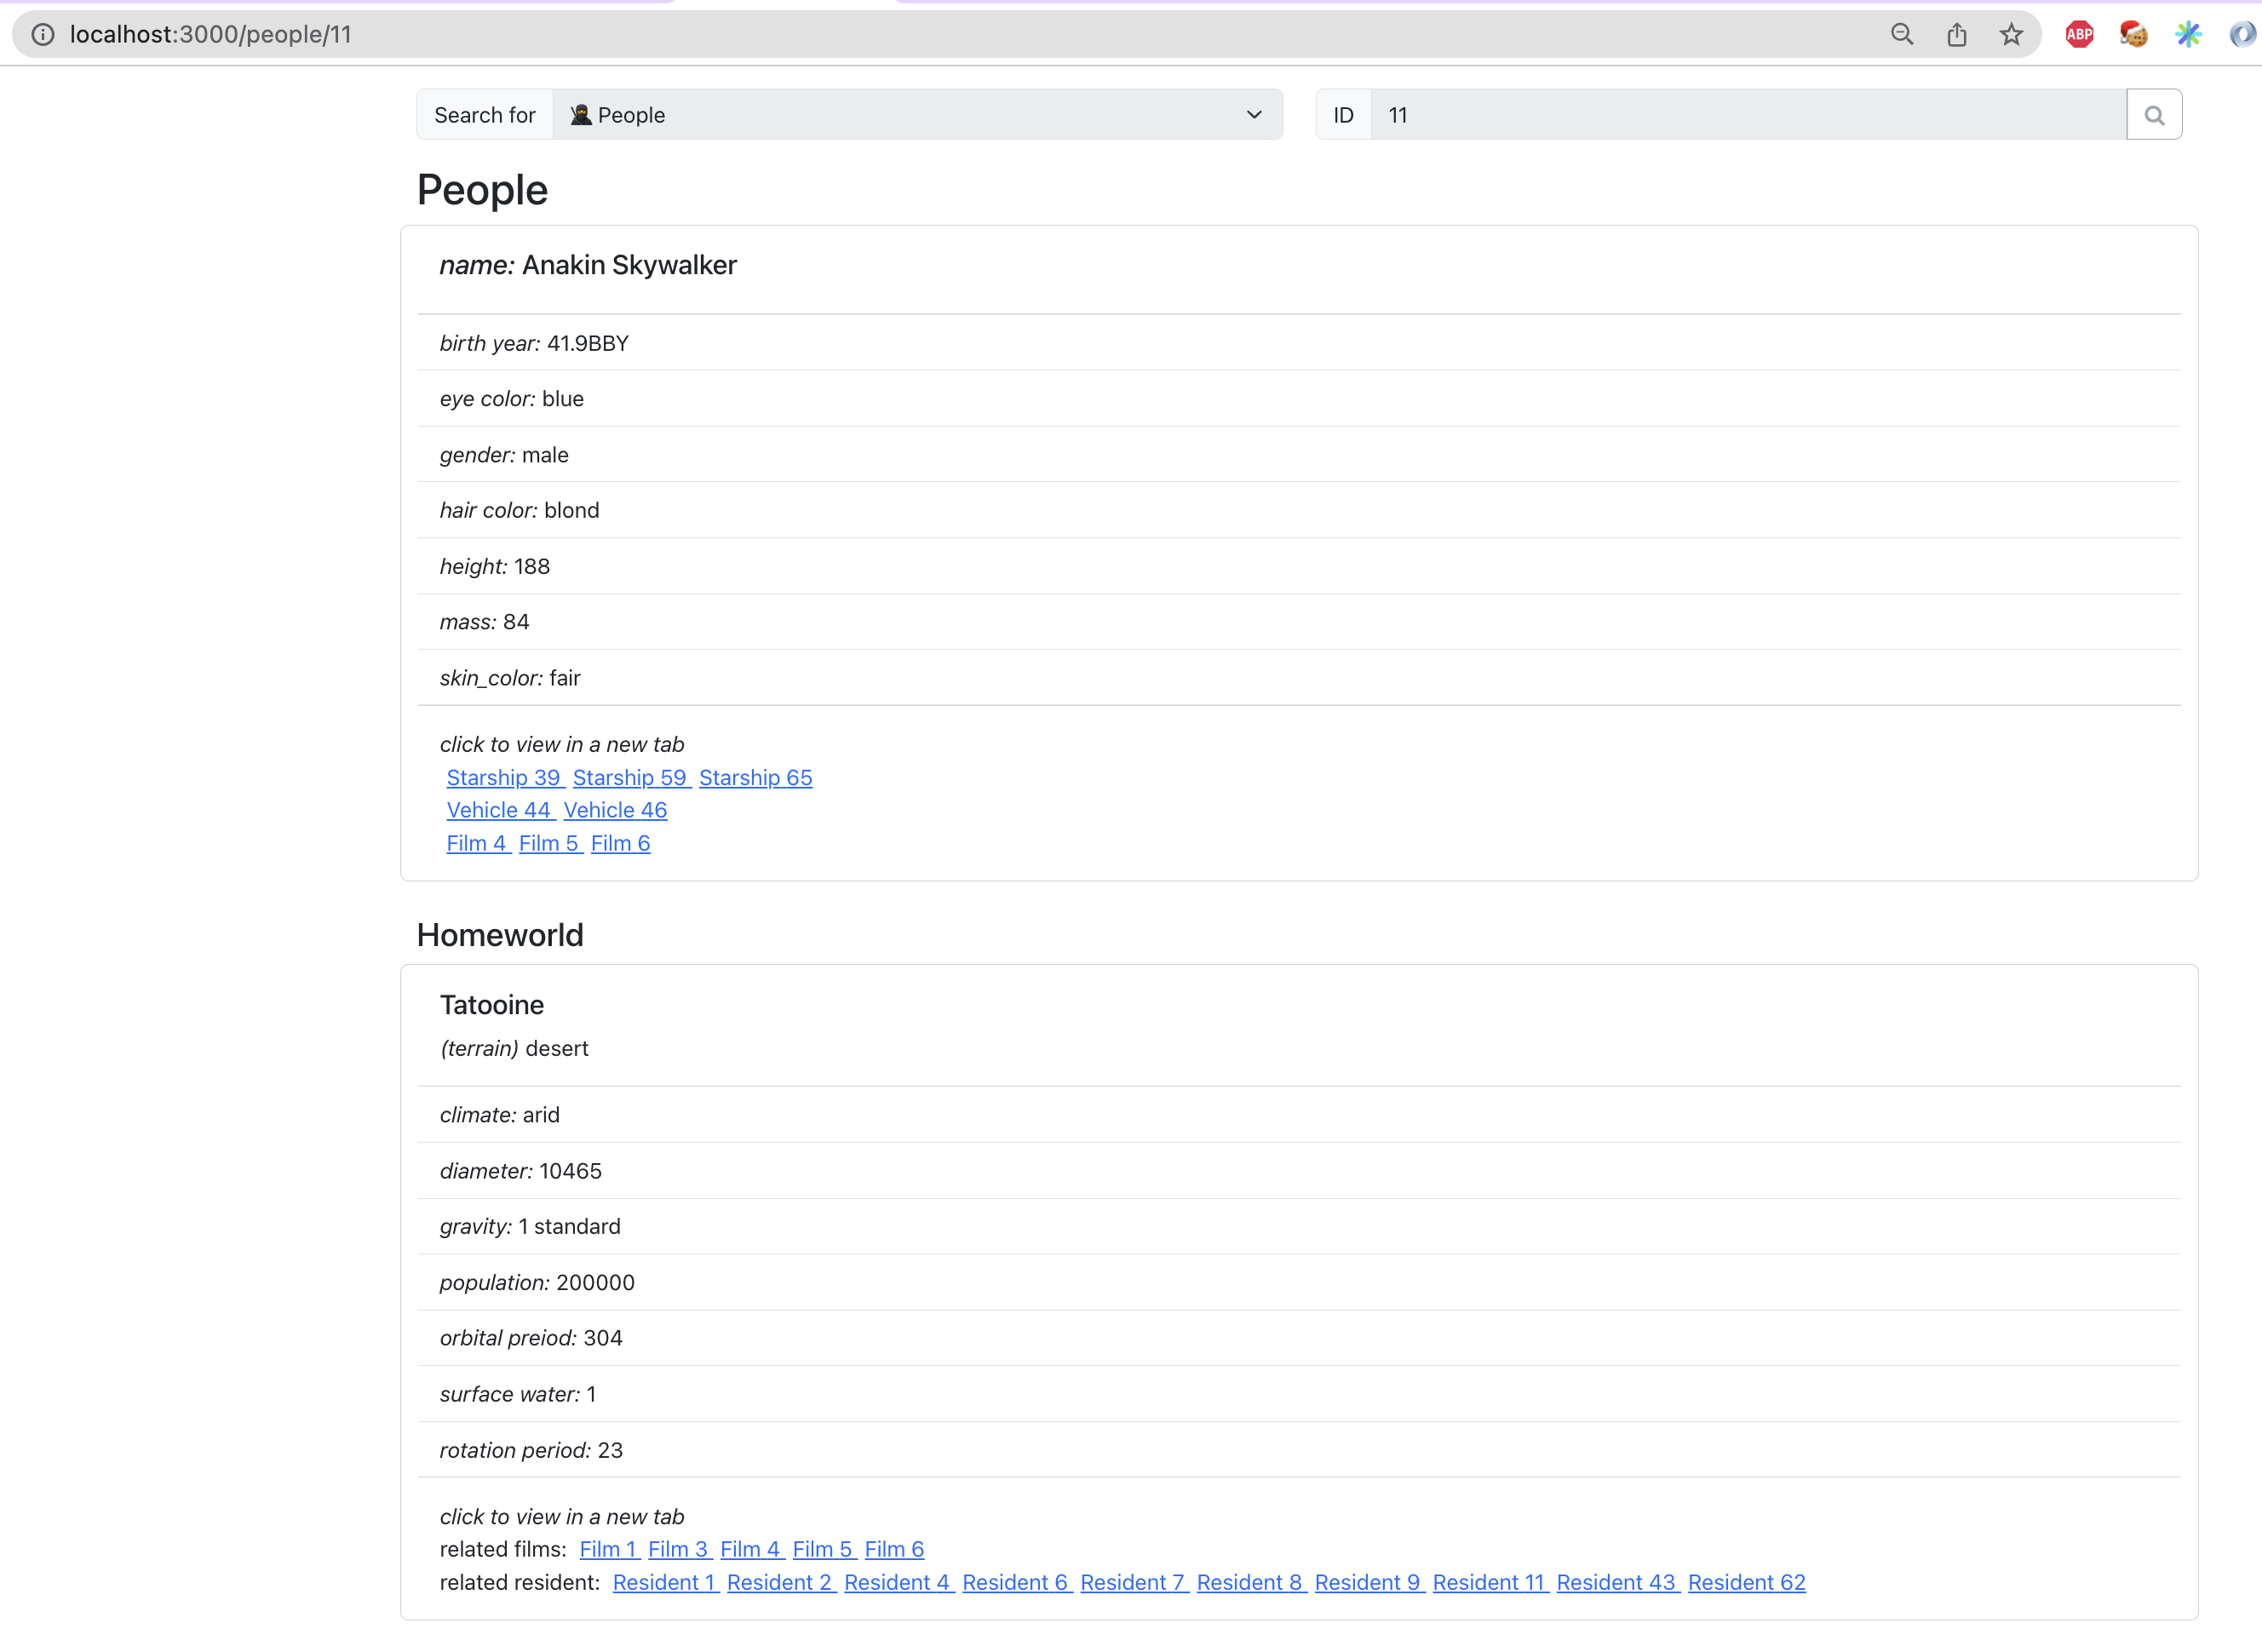 localhost:3000/people/11
ABP
Search for People
ID 11
People
name: Anakin Skywalker
birth year: 41.9BBY
eye color: blue
gender: male
hair color: blond
height: 188
mass: 84
skin_color: fair
click to view in a new tab
Starship 39 Starship 59 Starship 65
Vehicle 44 Vehicle 46
Film 4 Film 5 Film 6
Homeworld
Tatooine
(terrain) desert
climate: arid
diameter: 10465
gravity: 1 standard
population: 200000
orbital preiod: 304
surface water: 1
rotation period: 23
click to view in a new tab
related films: Film 1 Film 3 Film 4 Film 5 Film 6
related resident: Resident 1 Resident 2 Resident 4 Resident 6 Resident 7 Resident 8 Resident 9 Resident 11 Resident 43 Resident 62